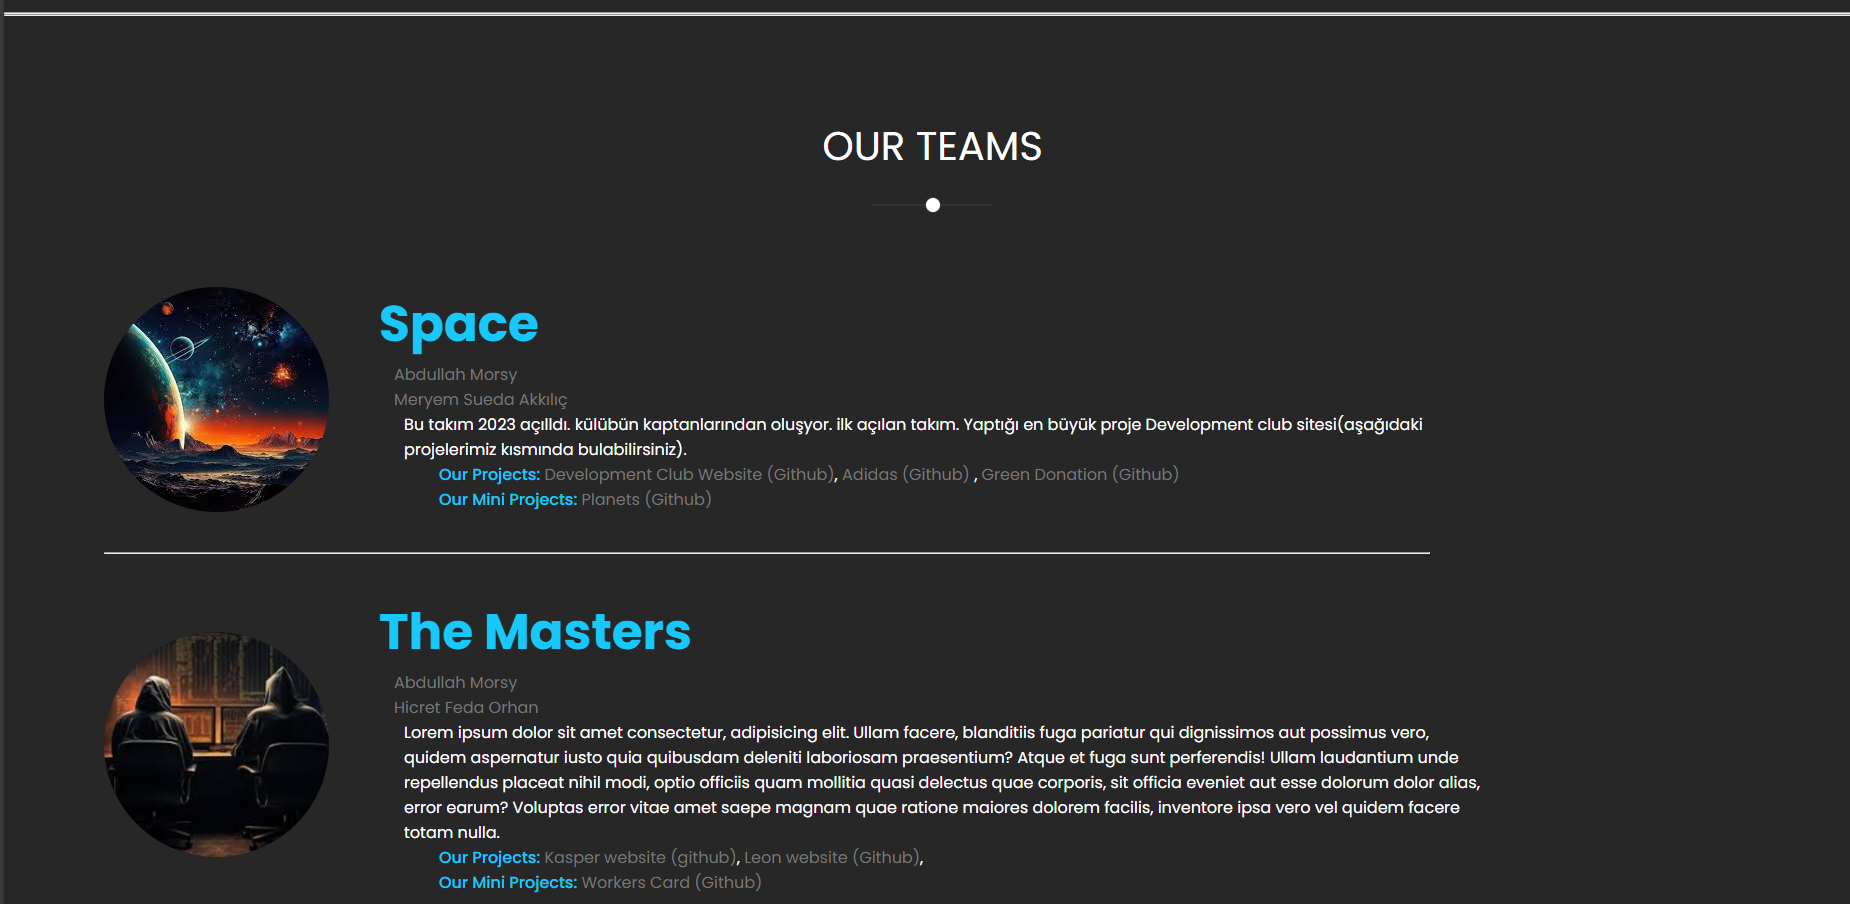 OUR TEAMS
Space
Abdullah Morsy
Meryem Sueda Akkılıç
Bu takım 2023 açılldı. külübün kaptanlarından oluşyor. ilk açılan takım. Yaptığı en büyük proje Development club sitesi(aşağıdaki
projelerimiz kısmında bulabilirsiniz).
Our Projects: Development Club Website (Github), Adidas (Github) , Green Donation (Github)
Our Mini Projects: Planets (Github)
The Masters
Abdullah Morsy
Hicret Feda Orhan
Lorem ipsum dolor sit amet consectetur, adipisicing elit. Ullam facere, blanditiis fuga pariatur qui dignissimos aut possimus vero,
quidem aspernatur iusto quia quibusdam deleniti laboriosam praesentium? Atque et fuga sunt perferendis! Ullam laudantium unde
repellendus placeat nihil modi, optio officiis quam mollitia quasi delectus quae corporis, sit officia eveniet aut esse dolorum dolor alias,
error earum? Voluptas error vitae amet saepe magnam quae ratione maiores dolorem facilis, inventore ipsa vero vel quidem facere
totam nulla.
Our Projects: Kasper website (github), Leon website (Github),
Our Mini Projects: Workers Card (Github)